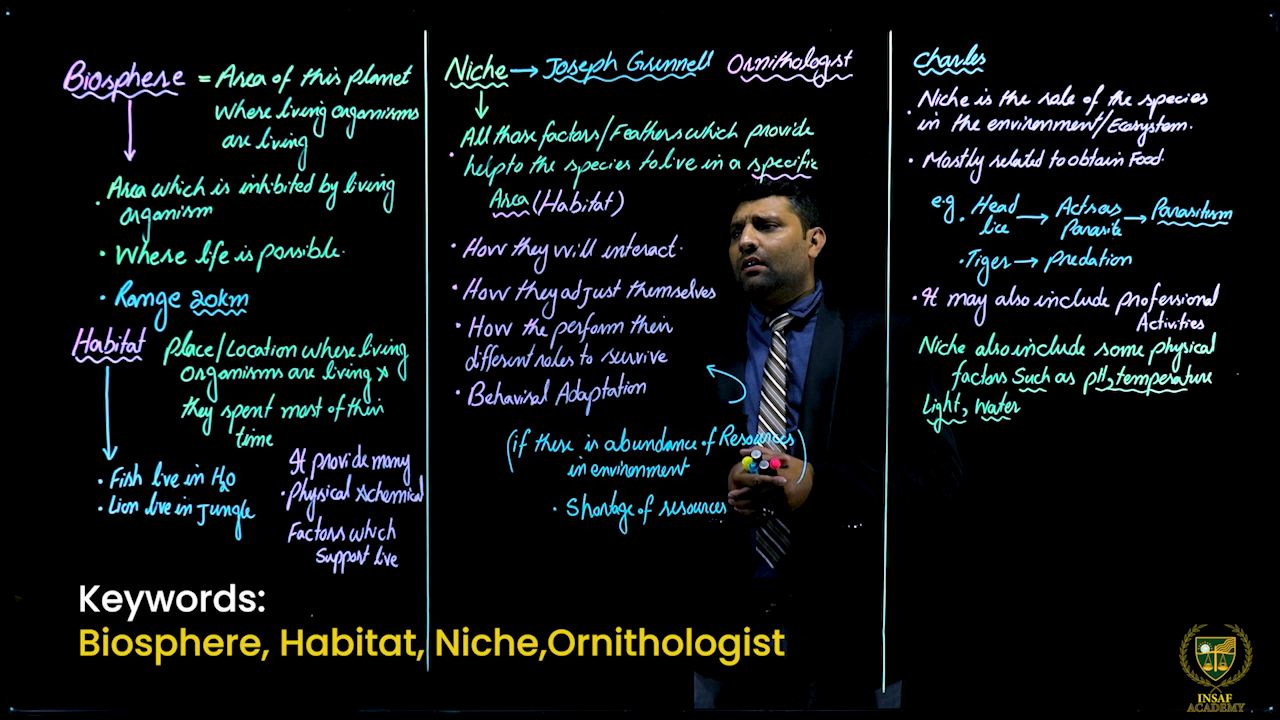 Biosphere = Area of this planet
where living organisms
are living
. Area which is inhibited by living
organism
. Where life is possible.
. Range 20km
Habitat Place/Location where living
organisms are living &
they spent most of their
time
. Fish live in H2O
. Lion live in Jungle
It provide many
. Physical & chemical
Factors which
Support live
Niche → Joseph Grunnell Ornithologist
. All those factors/Feathers which provide
help to the species to live in a specific
Area (Habitat)
. How they will interact.
. How they adjust themselves
. How the perform their
different roles to survive
. Behaviral Adaptation
(if there is abundance of Resources)
in environment
. Shortage of resources
Charles
. Niche is the role of the species
in the environment/Ecosystem.
. Mostly related to obtain Food.
e.g . Head lice → Acts as Parasite → Parasitism
. Tiger → predation
. It may also include professional
Activities
Niche also include some physical
factors Such as pH, temperature
Light, Water
Keywords:
Biosphere, Habitat, Niche,Ornithologist
INSAF
ACADEMY